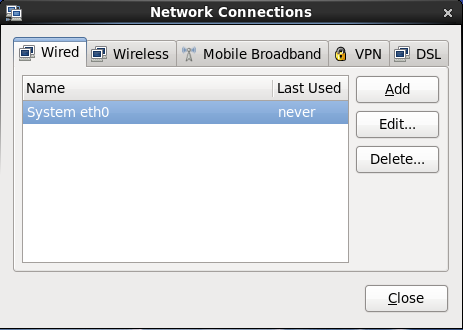 Network Connections
Wired Wireless Mobile Broadband VPN DSL
Name Last Used
System eth0 never
Add
Edit...
Delete...
Close